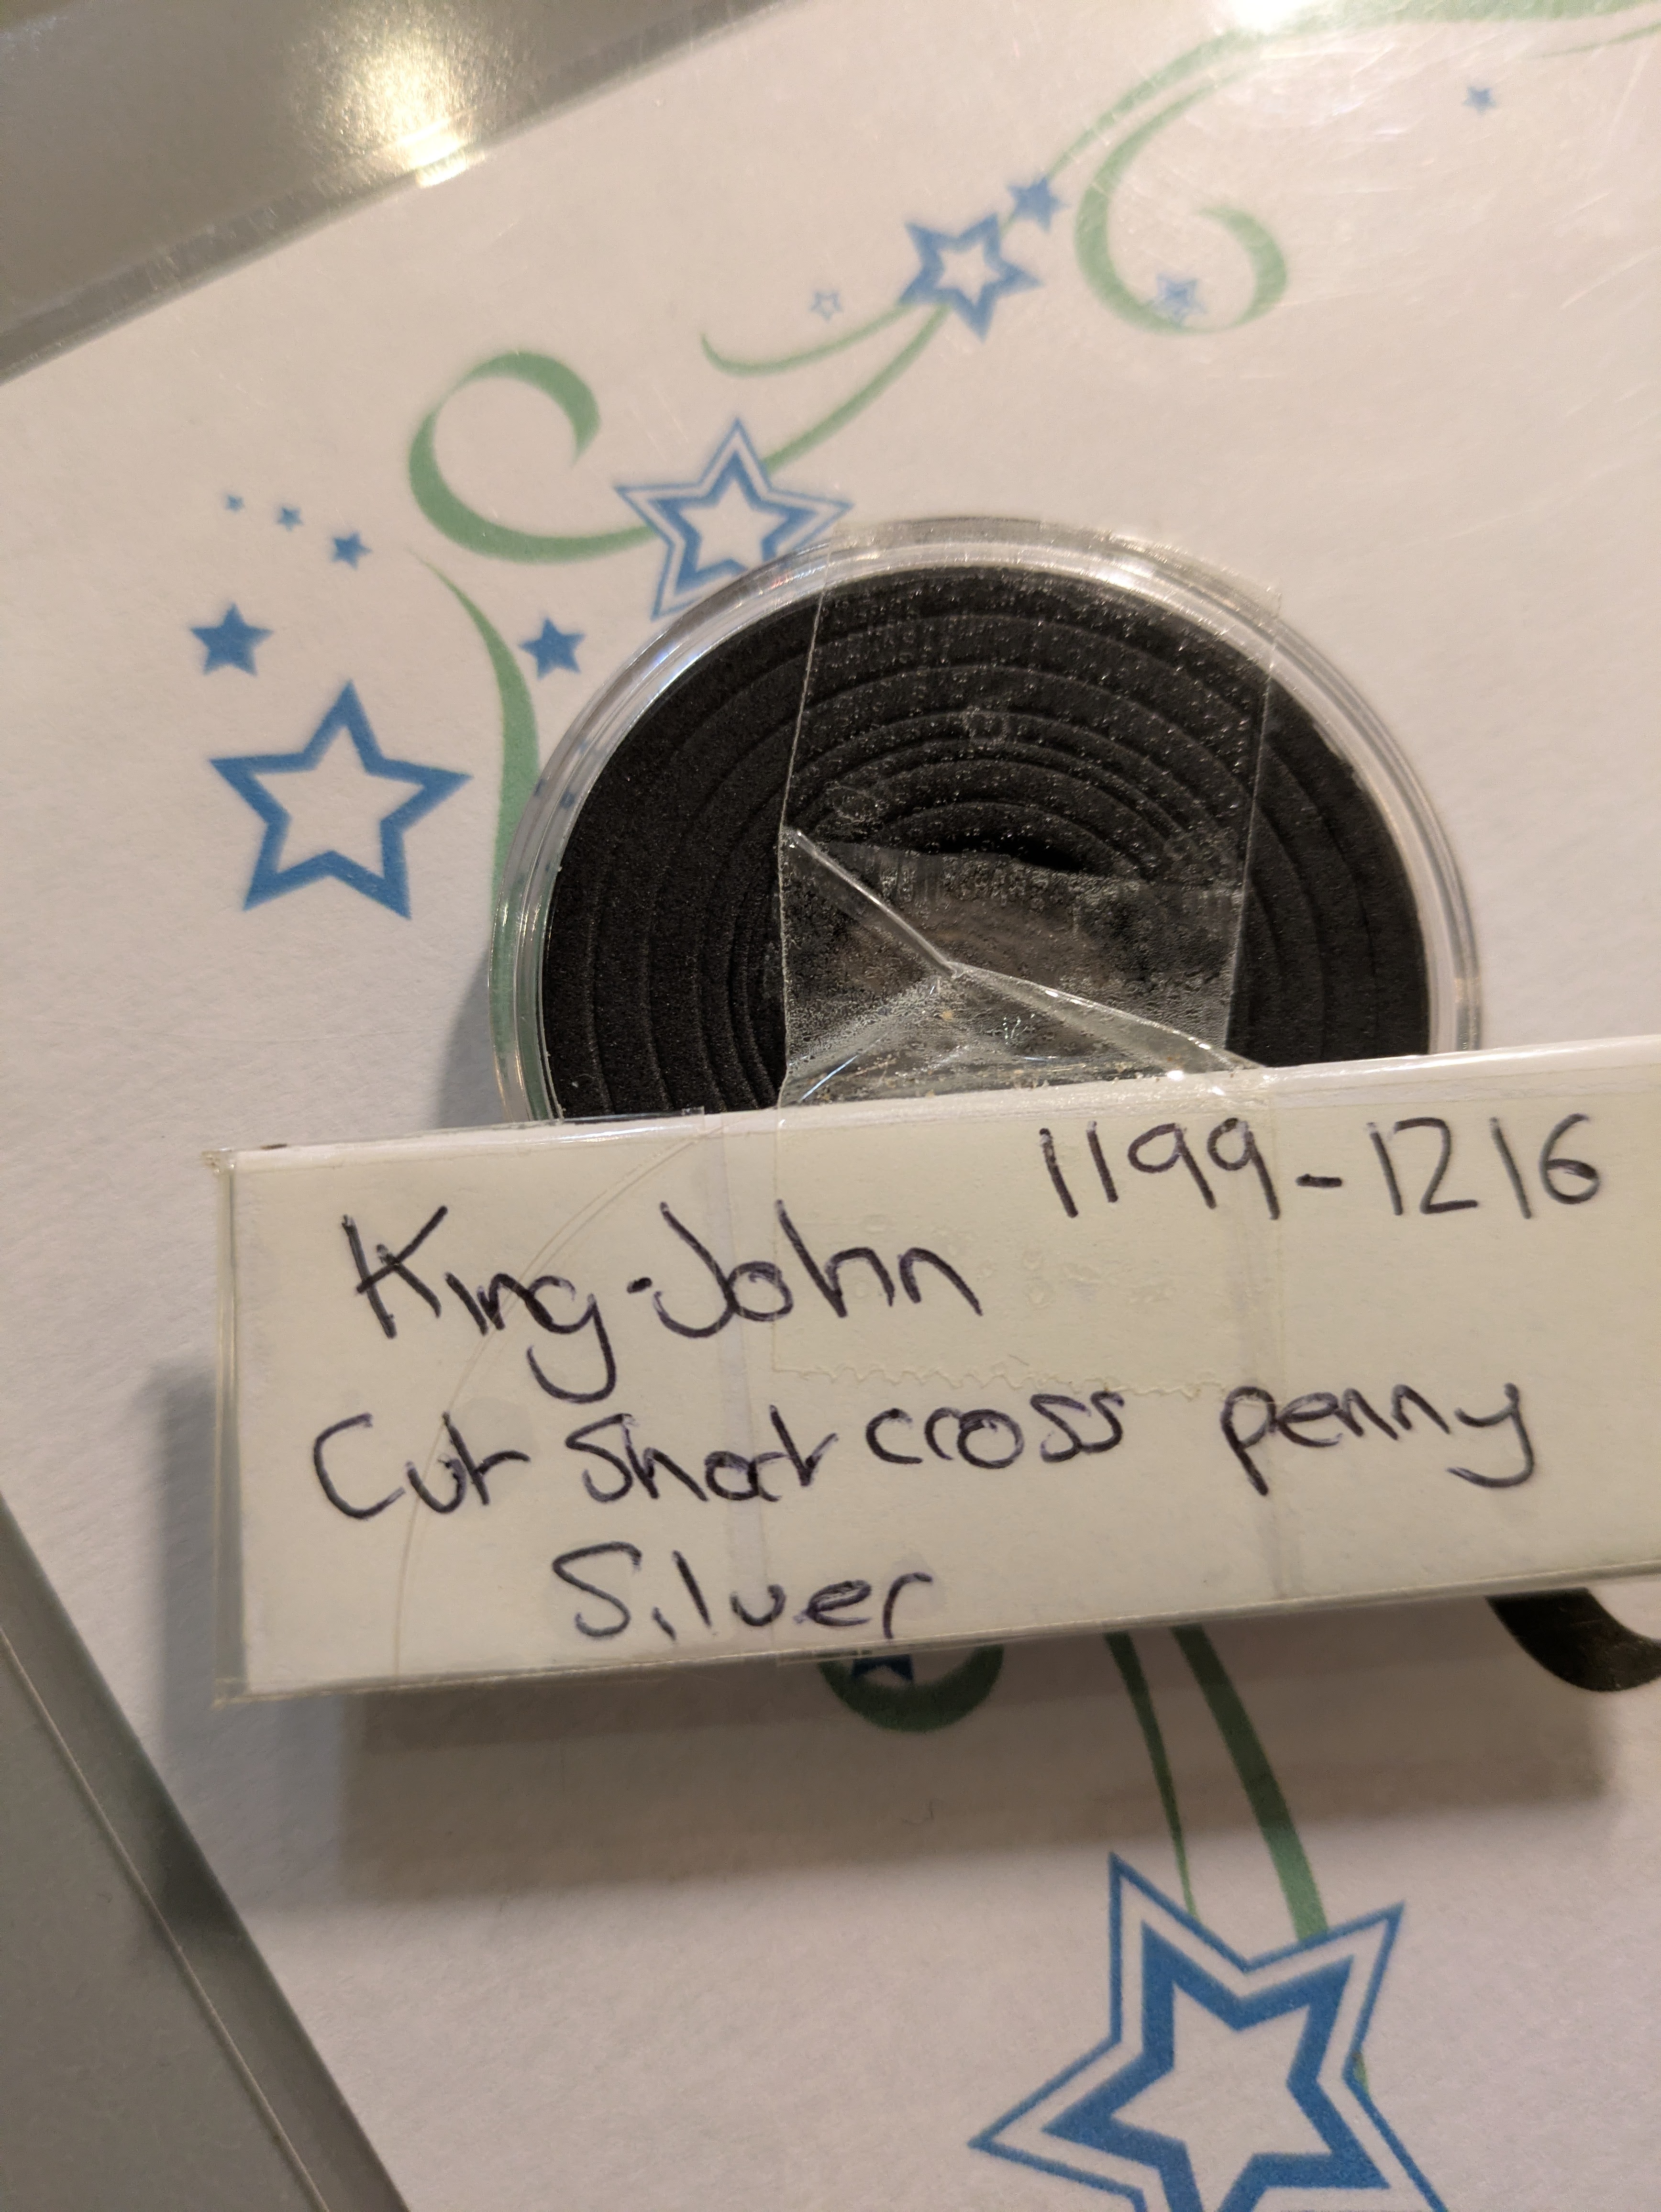 1199-1216
King John
Cut Short cross penny
Silver